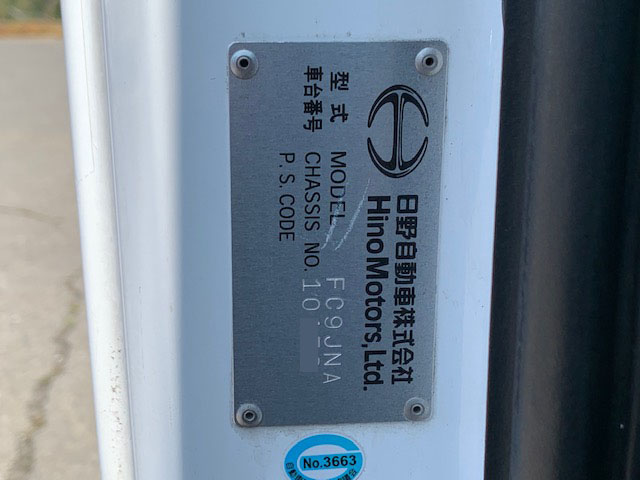 日野自動車株式会社
Hino Motors, Ltd.
型式 MODEL FC9JNA
車台番号 CHASSIS NO. 10
P. S. CODE
No.3663